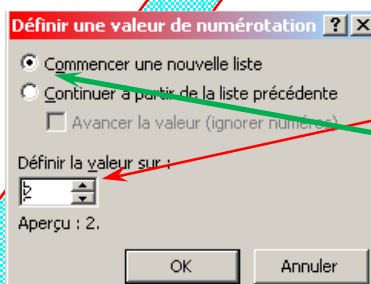 Définir une valeur de numérotation
Commencer une nouvelle liste
Continuer à partir de la liste précédente
Avancer la valeur (ignorer numéros)
Définir la valeur sur :
Aperçu : 2.
OK
Annuler